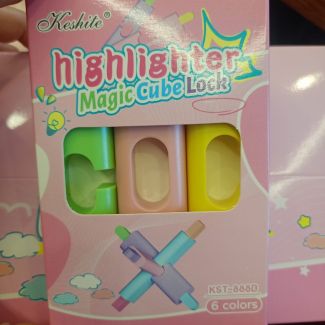 Keshite
highlighter
Magic Cube Lock
KST-888D
6 colors